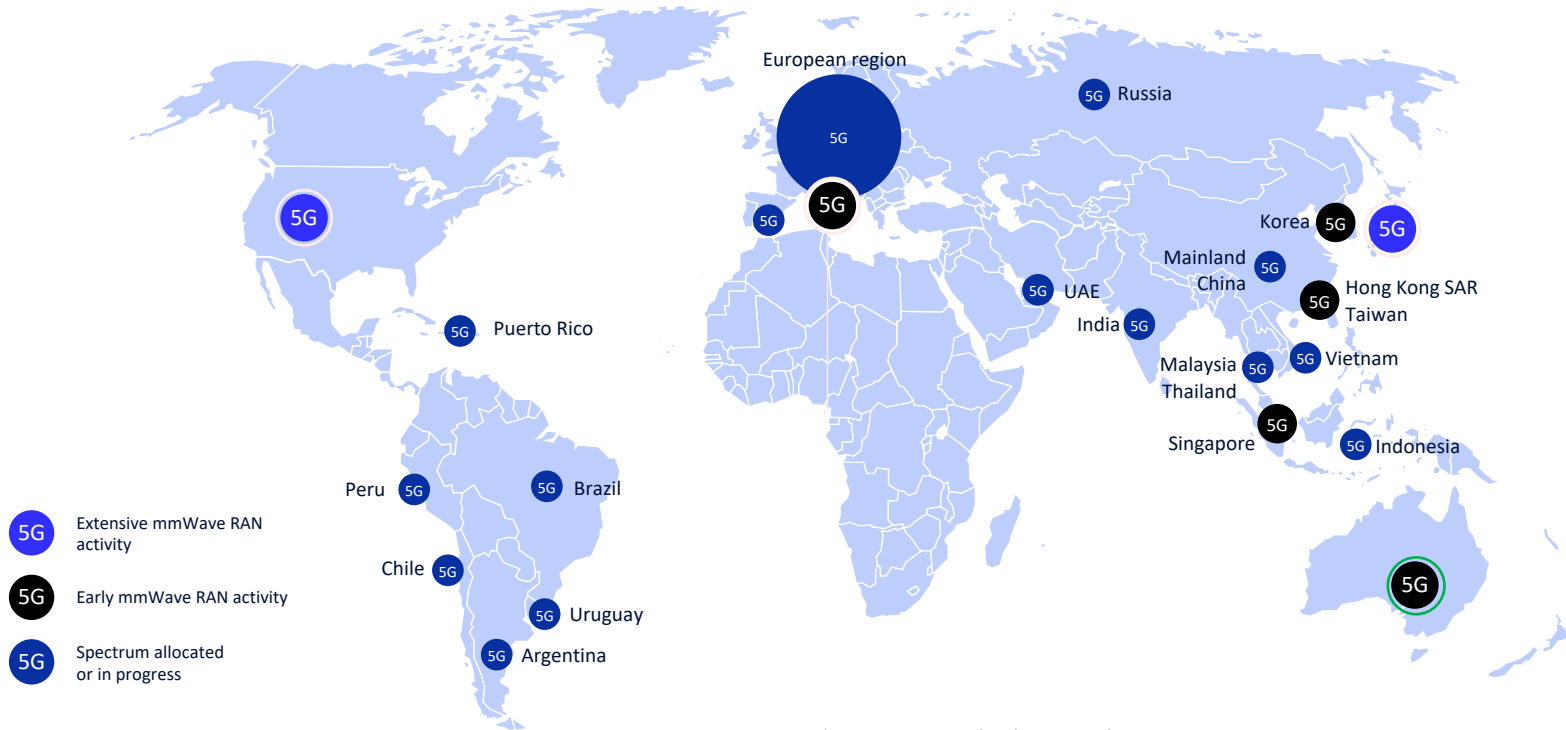 European region
5G
5G
Russia
5G
5G
5G
Korea
5G
5G
Mainland
China
5G
5G
UAE
5G
Hong Kong SAR
Taiwan
5G
Puerto Rico
India
5G
Malaysia
Thailand
5G
5G
Vietnam
Singapore
5G
5G
Indonesia
Peru
5G
5G
Brazil
Chile
5G
5G
Uruguay
5G
Argentina
5G
5G
Extensive mmWave RAN
activity
5G
Early mmWave RAN activity
5G
Spectrum allocated
or in progress